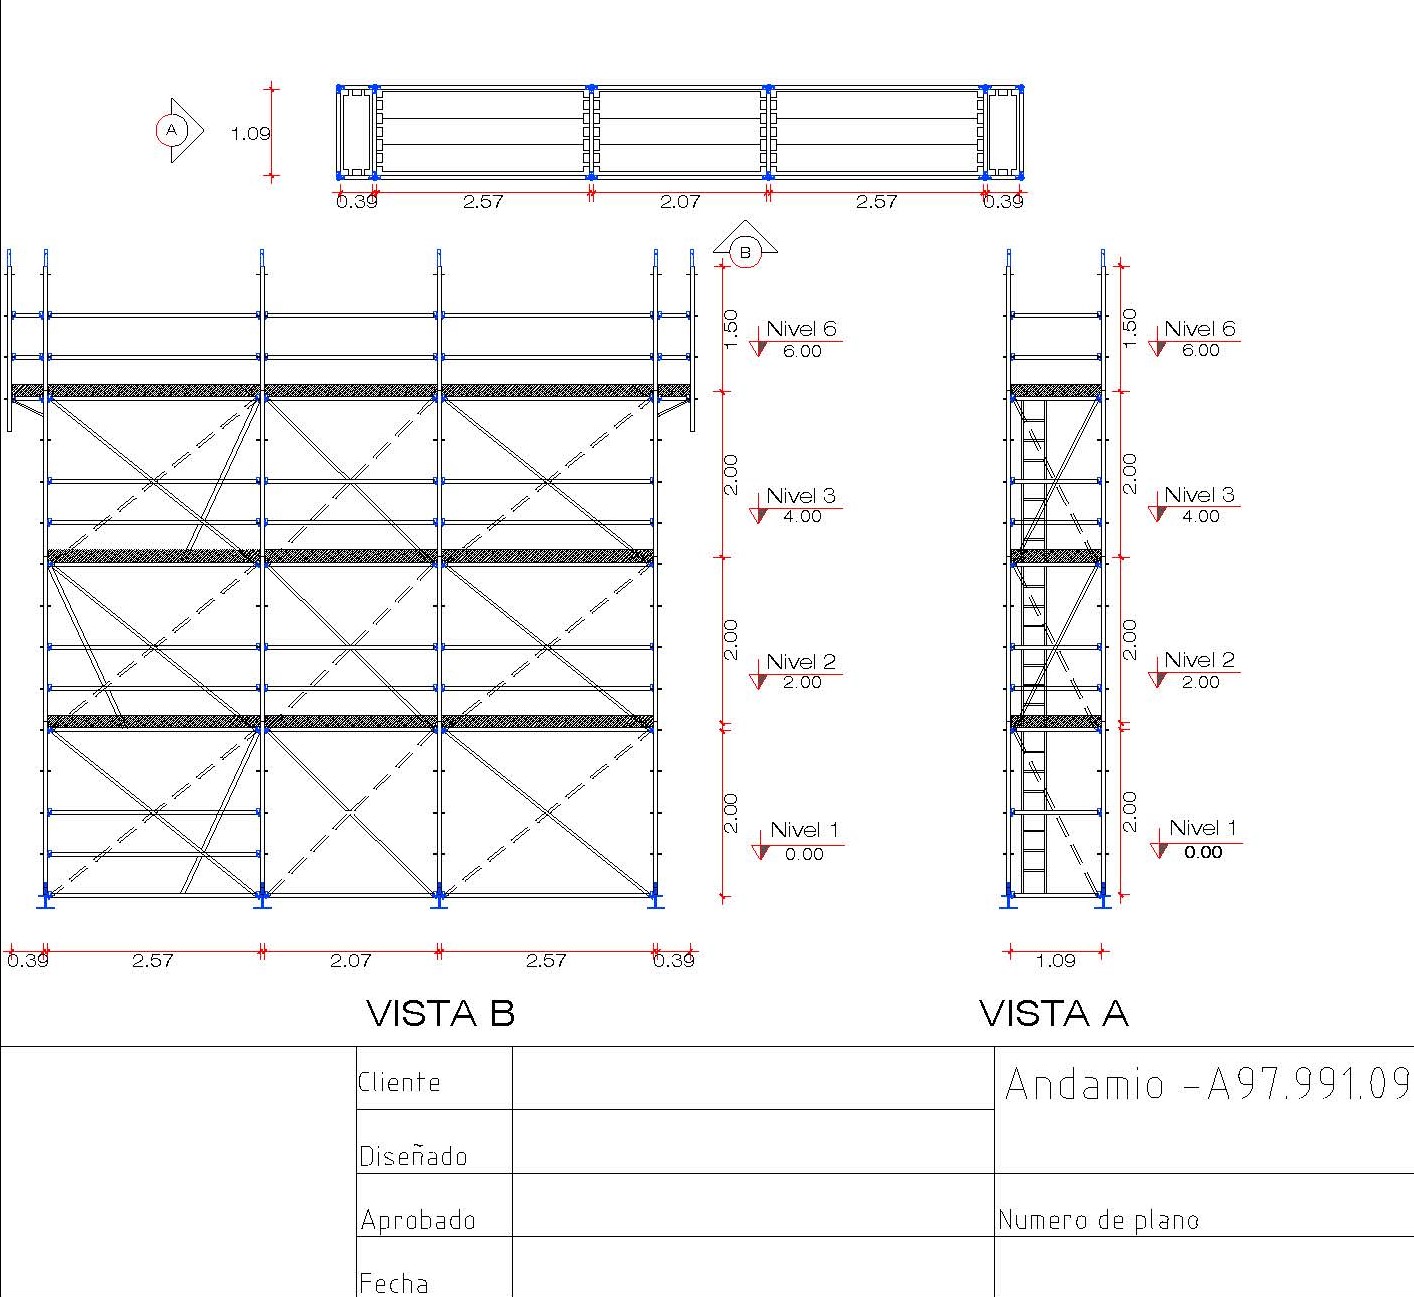 A
1.09
0.39
2.57
2.07
2.57
0.39
B
1.50
Nivel 6
6.00
2.00
Nivel 3
4.00
2.00
Nivel 2
2.00
2.00
Nivel 1
0.00
1.50
Nivel 6
6.00
2.00
Nivel 3
4.00
2.00
Nivel 2
2.00
2.00
Nivel 1
0.00
0.39
2.57
2.07
2.57
0.39
1.09
VISTA B
VISTA A
Cliente
Andamio -A97.991.09
Diseñado
Aprobado
Numero de plano
Fecha